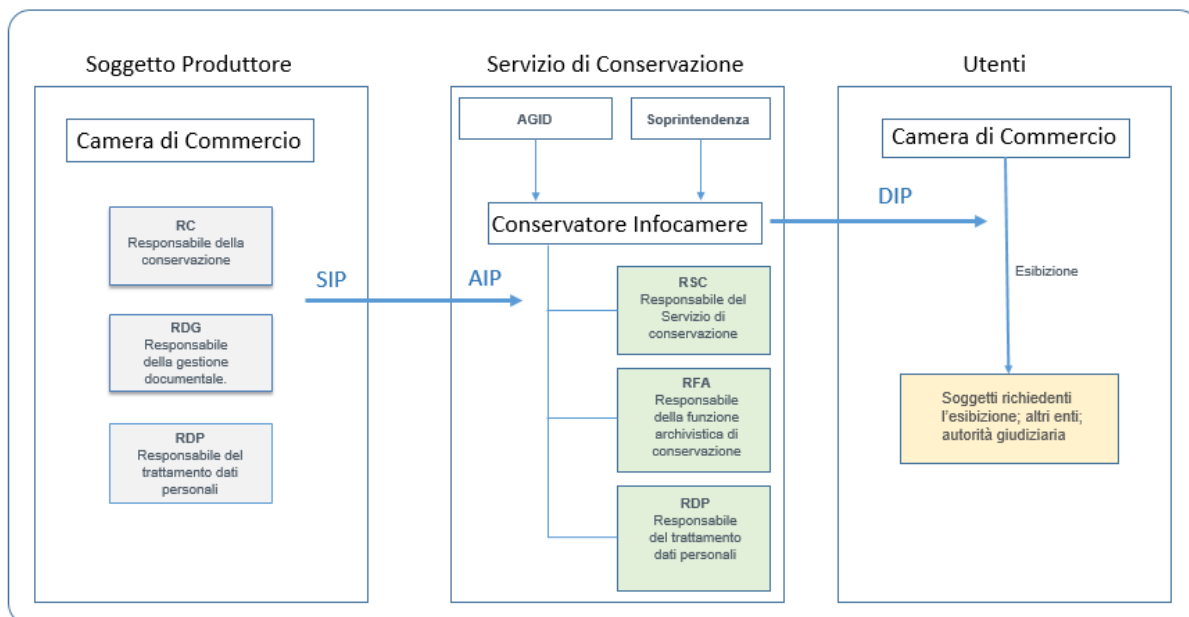 Soggetto Produttore
Camera di Commercio
RC
Responsabile della
conservazione
RDG
Responsabile
della gestione
documentale.
RDP
Responsabile del
trattamento dati
personali
SIP
Servizio di Conservazione
AGID
Soprintendenza
Conservatore Infocamere
AIP
RSC
Responsabile del
Servizio di
conservazione
RFA
Responsabile
della funzione
archivistica di
conservazione
RDP
Responsabile
del trattamento
dati personali
DIP
Utenti
Camera di Commercio
Esibizione
Soggetti richiedenti
l'esibizione; altri enti;
autorità giudiziaria